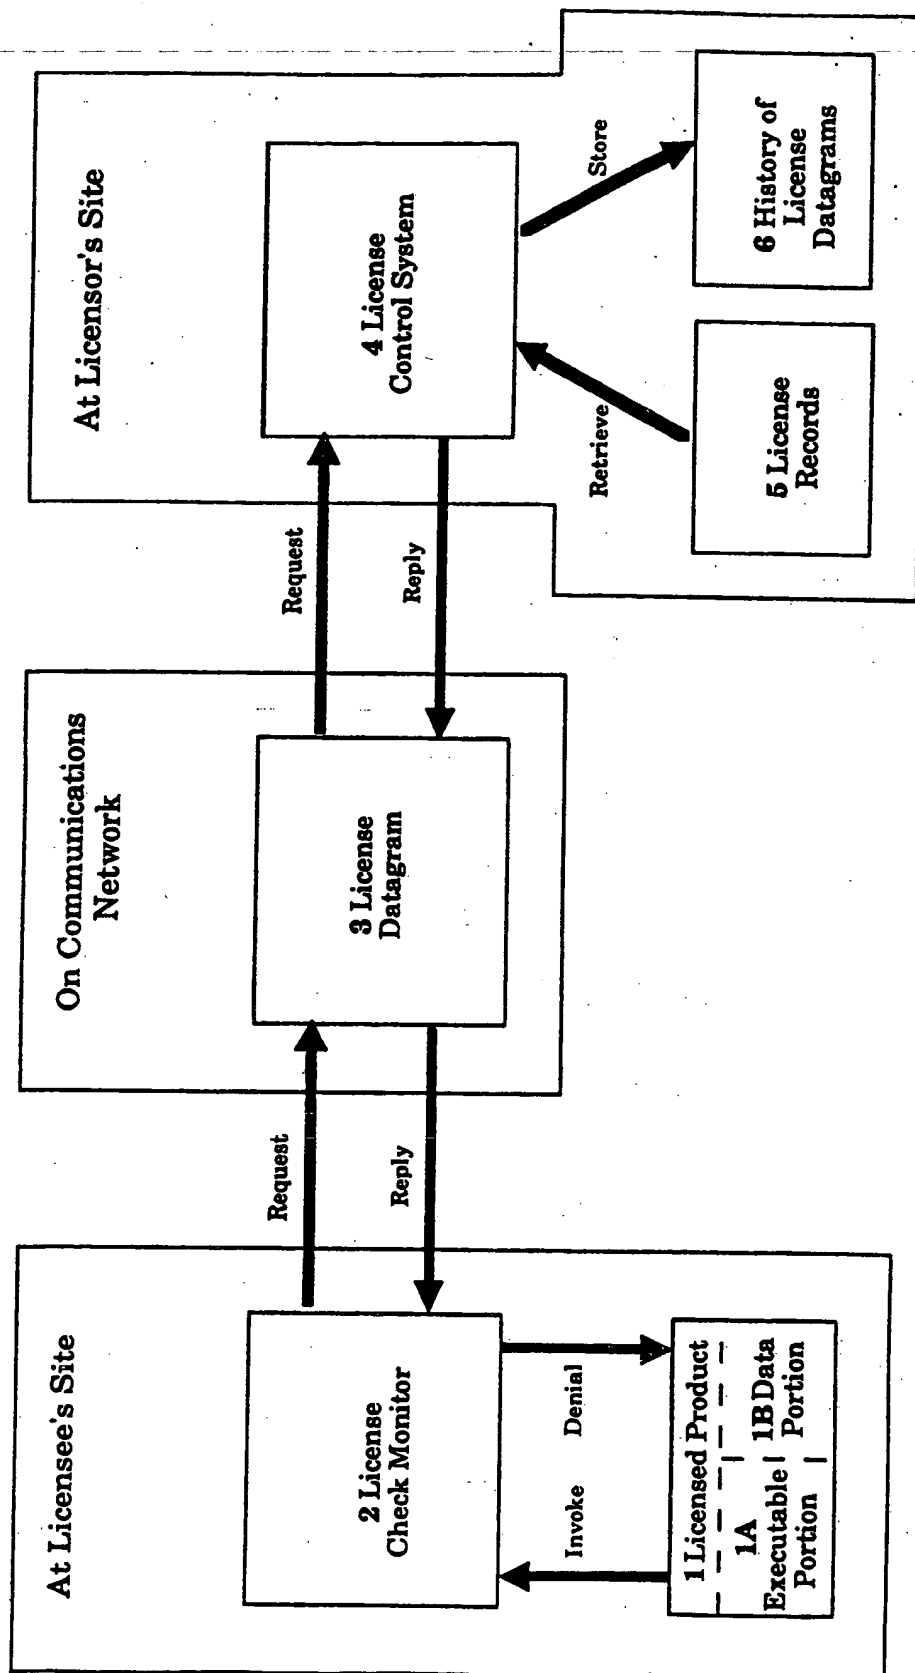 At Licensee's Site
2 License
Check Monitor
Invoke
Denial
1 Licensed Product
1A
Executable
Portion
1B Data
Portion
Request
Reply
On Communications
Network
3 License
Datagram
Request
Reply
At Licensor's Site
4 License
Control System
Retrieve
Store
5 License
Records
6 History of
License
Datagrams